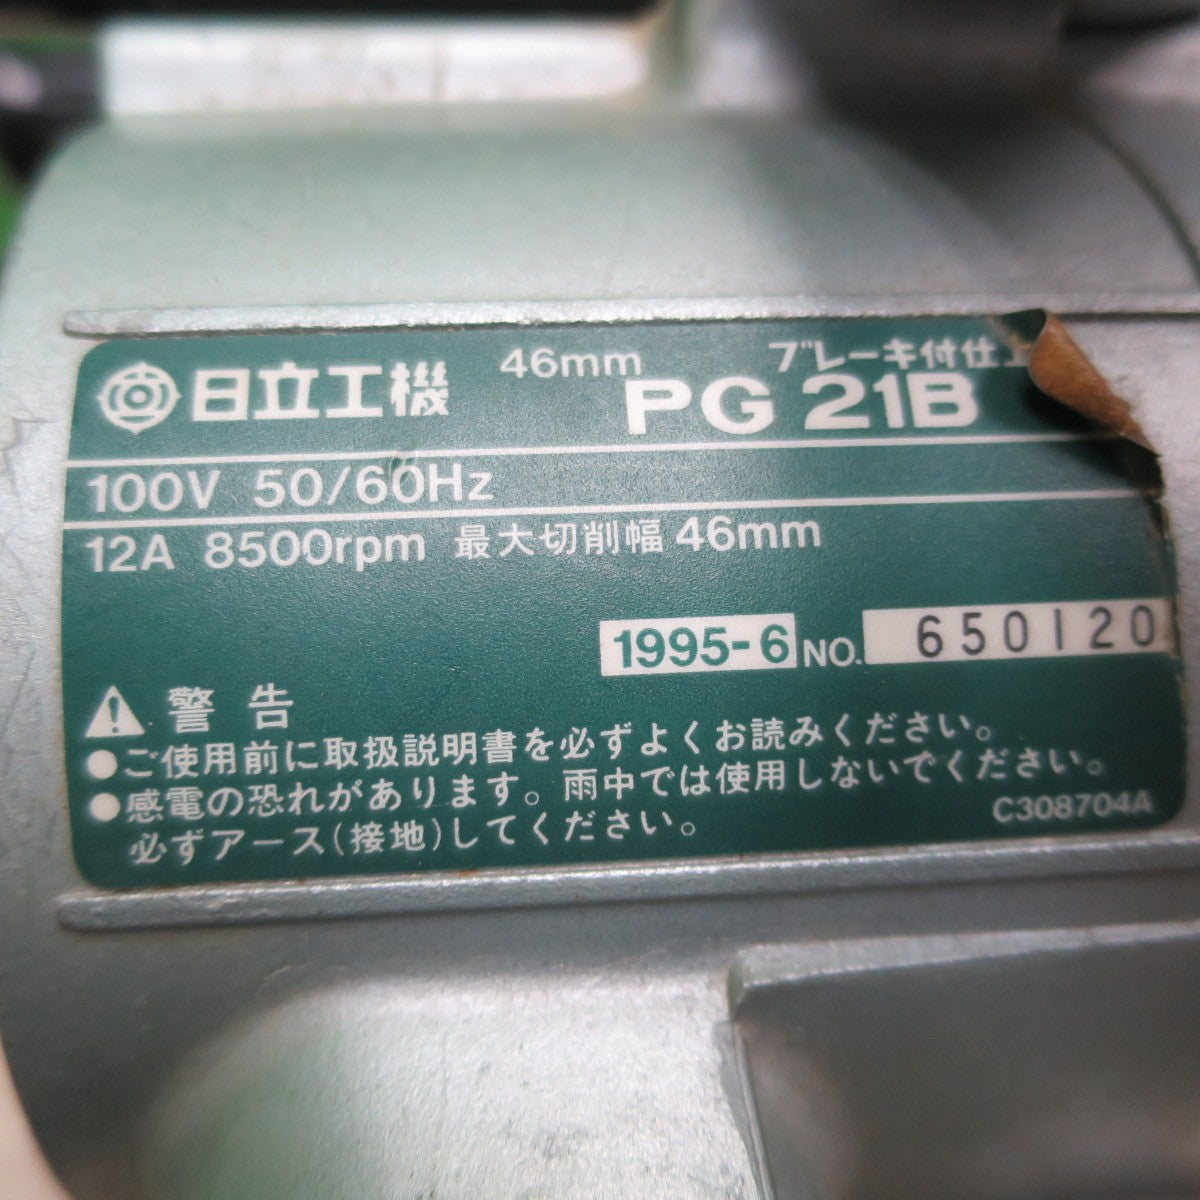 日立工機 46mm ブレーキ付仕上
PG 21B
100V 50/60Hz
12A 8500rpm 最大切削幅 46mm
1995-6 NO. 650120
警告
●ご使用前に取扱説明書を必ずよくお読みください。
●感電の恐れがあります。雨中では使用しないでください。
必ずアース(接地)してください。
C308704A